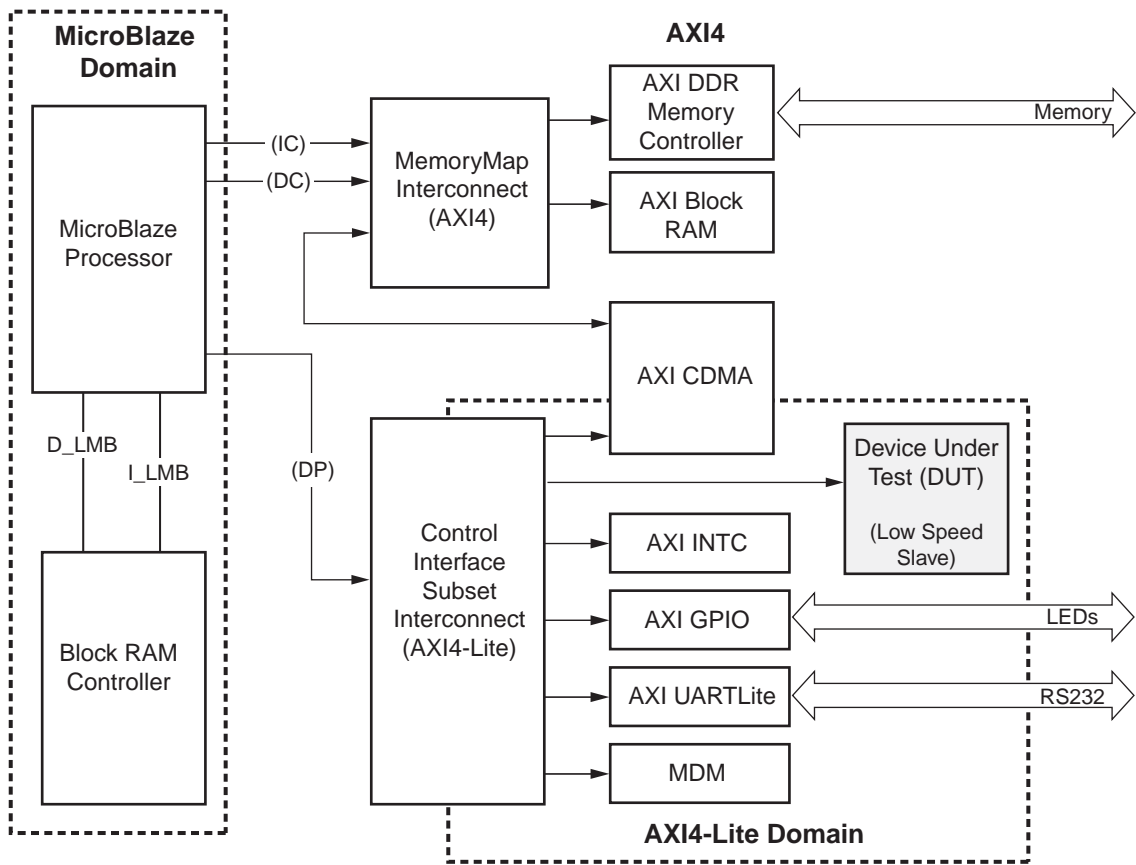 MicroBlaze
Domain
AXI4
AXI DDR
Memory
Controller
Memory
(IC)
(DC)
MemoryMap
Interconnect
(AXI4)
AXI Block
RAM
MicroBlaze
Processor
AXI CDMA
D_LMB
I_LMB
(DP)
Device Under
Test (DUT)
(Low Speed
Slave)
Control
Interface
Subset
Interconnect
(AXI4-Lite)
AXI INTC
AXI GPIO
LEDs
Block RAM
Controller
AXI UARTLite
RS232
MDM
AXI4-Lite Domain